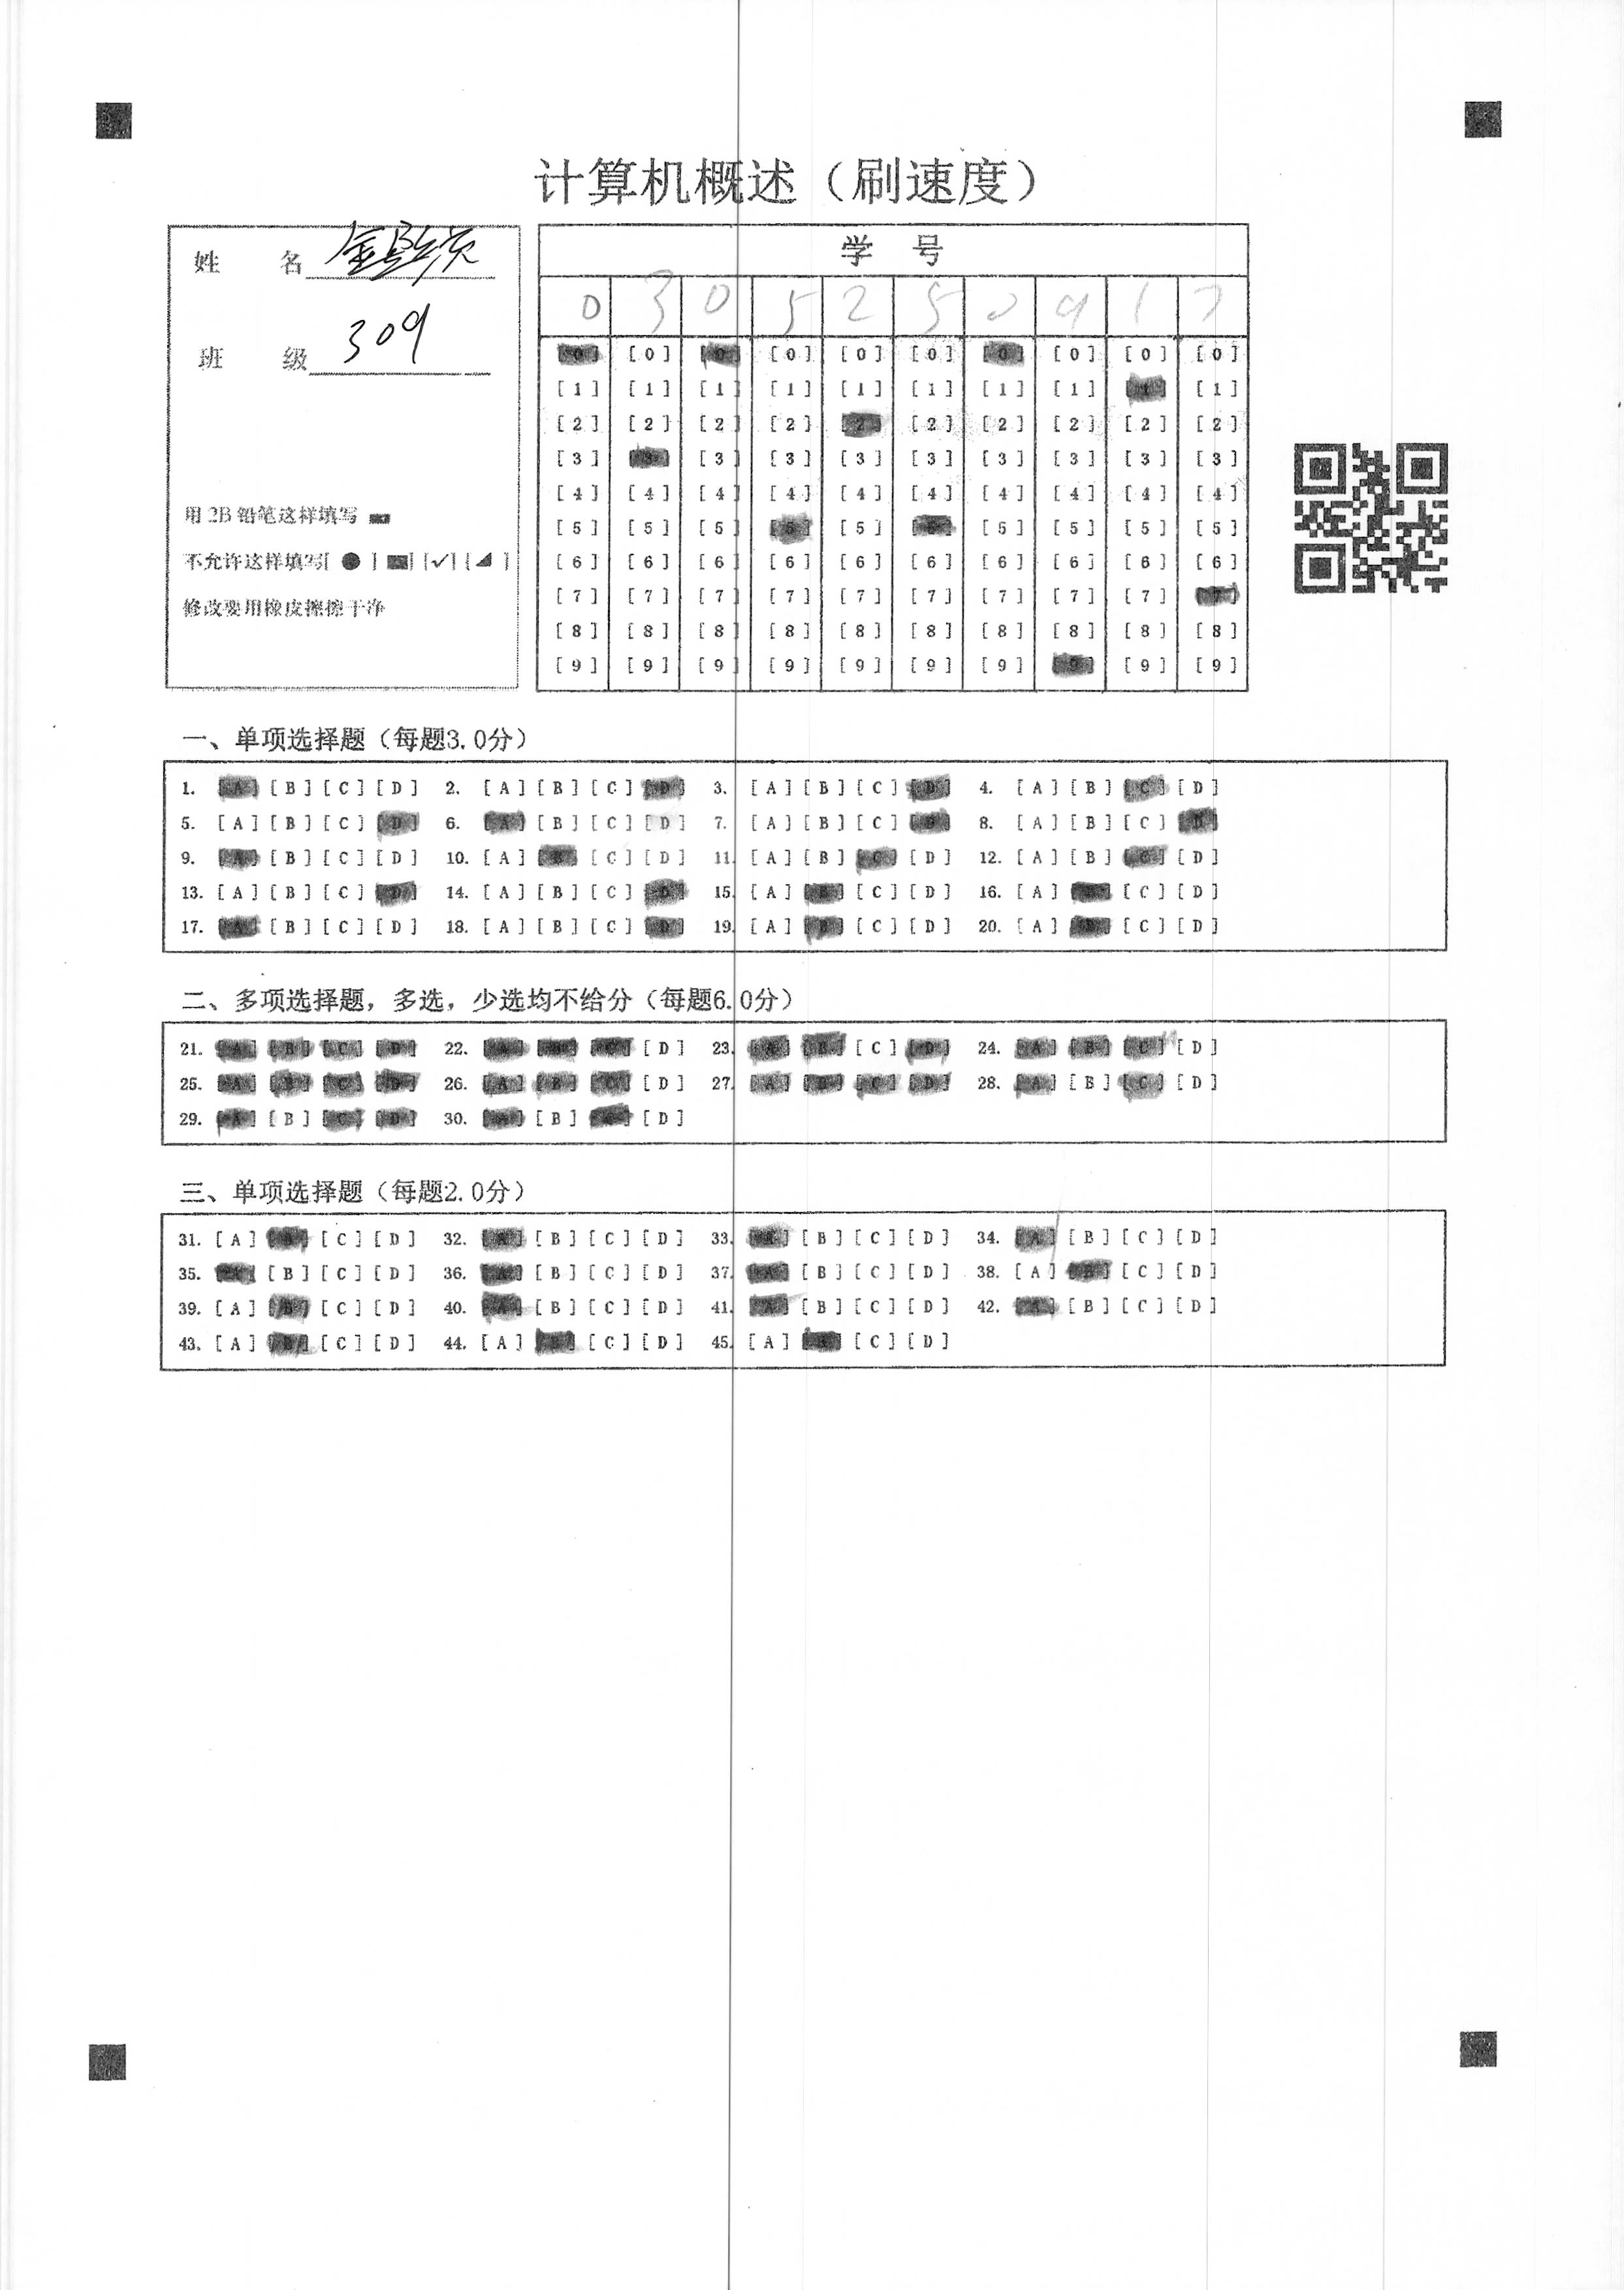 计算机概述（刷速度）
姓 名
班 级 309
用 2B 铅笔这样填写
不允许这样填写[ ● ] [√] [◢ ]
修改要用橡皮擦擦干净
学 号
0 3 0 5 2 5 0 9 1 7
[0] [0] [0] [0] [0] [0] [0] [0] [0] [0]
[1] [1] [1] [1] [1] [1] [1] [1] [1] [1]
[2] [2] [2] [2] [2] [2] [2] [2] [2] [2]
[3] [3] [3] [3] [3] [3] [3] [3] [3] [3]
[4] [4] [4] [4] [4] [4] [4] [4] [4] [4]
[5] [5] [5] [5] [5] [5] [5] [5] [5] [5]
[6] [6] [6] [6] [6] [6] [6] [6] [6] [6]
[7] [7] [7] [7] [7] [7] [7] [7] [7] [7]
[8] [8] [8] [8] [8] [8] [8] [8] [8] [8]
[9] [9] [9] [9] [9] [9] [9] [9] [9] [9]
一、单项选择题（每题3.0分）
1. [A] [B] [C] [D] 2. [A] [B] [C] [D] 3. [A] [B] [C] [D] 4. [A] [B] [C] [D]
5. [A] [B] [C] [D] 6. [A] [B] [C] [D] 7. [A] [B] [C] [D] 8. [A] [B] [C] [D]
9. [A] [B] [C] [D] 10. [A] [B] [C] [D] 11. [A] [B] [C] [D] 12. [A] [B] [C] [D]
13. [A] [B] [C] [D] 14. [A] [B] [C] [D] 15. [A] [B] [C] [D] 16. [A] [B] [C] [D]
17. [A] [B] [C] [D] 18. [A] [B] [C] [D] 19. [A] [B] [C] [D] 20. [A] [B] [C] [D]
二、多项选择题，多选，少选均不给分（每题6.0分）
21. [A] [B] [C] [D] 22. [A] [B] [C] [D] 23. [A] [B] [C] [D] 24. [A] [B] [C] [D]
25. [A] [B] [C] [D] 26. [A] [B] [C] [D] 27. [A] [B] [C] [D] 28. [A] [B] [C] [D]
29. [A] [B] [C] [D] 30. [A] [B] [C] [D]
三、单项选择题（每题2.0分）
31. [A] [B] [C] [D] 32. [A] [B] [C] [D] 33. [A] [B] [C] [D] 34. [A] [B] [C] [D]
35. [A] [B] [C] [D] 36. [A] [B] [C] [D] 37. [A] [B] [C] [D] 38. [A] [B] [C] [D]
39. [A] [B] [C] [D] 40. [A] [B] [C] [D] 41. [A] [B] [C] [D] 42. [A] [B] [C] [D]
43. [A] [B] [C] [D] 44. [A] [B] [C] [D] 45. [A] [B] [C] [D]